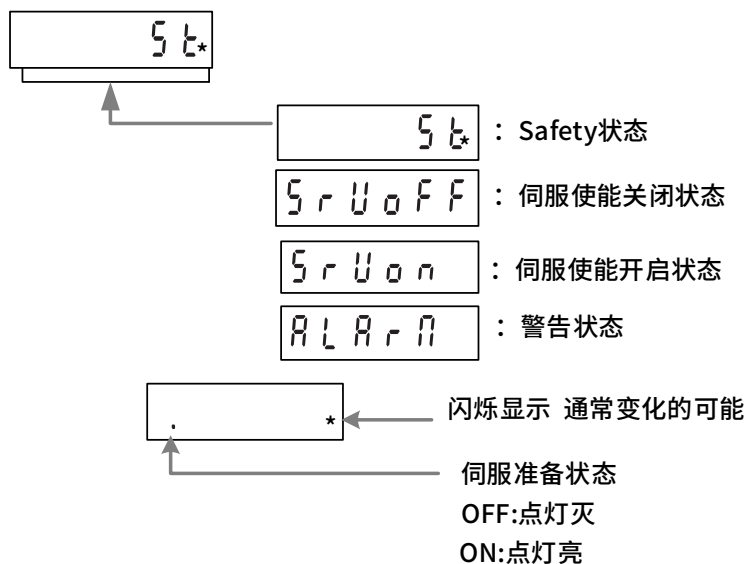 St*
St* ：Safety状态
SrUoFF ：伺服使能关闭状态
SrUon ：伺服使能开启状态
ALArM ：警告状态
. * 闪烁显示 通常变化的可能
伺服准备状态
OFF:点灯灭
ON:点灯亮